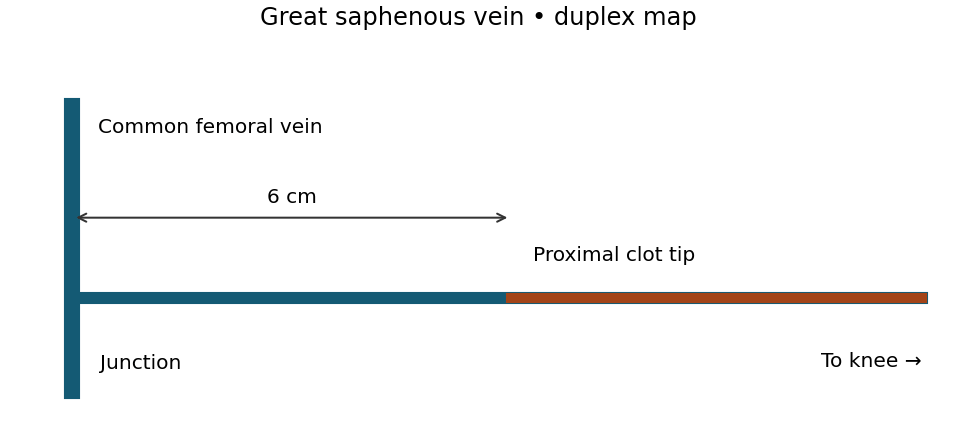 Great saphenous vein • duplex map
Common femoral vein
6 cm
Proximal clot tip
Junction
To knee →